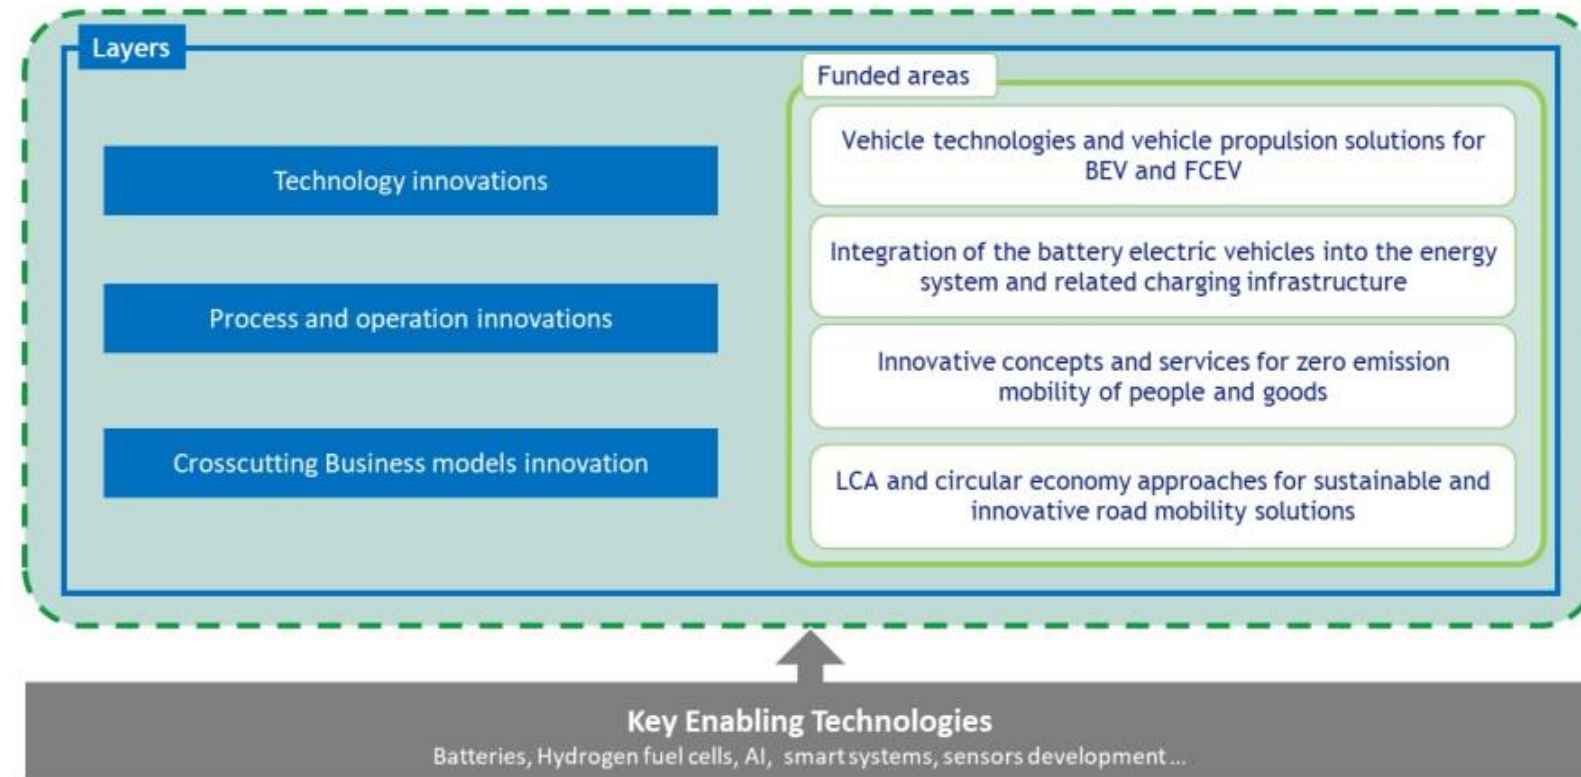 Layers
Technology innovations
Process and operation innovations
Crosscutting Business models innovation
Funded areas
Vehicle technologies and vehicle propulsion solutions for
BEV and FCEV
Integration of the battery electric vehicles into the energy
system and related charging infrastructure
Innovative concepts and services for zero emission
mobility of people and goods
LCA and circular economy approaches for sustainable and
innovative road mobility solutions
Key Enabling Technologies
Batteries, Hydrogen fuel cells, AI, smart systems, sensors development ...